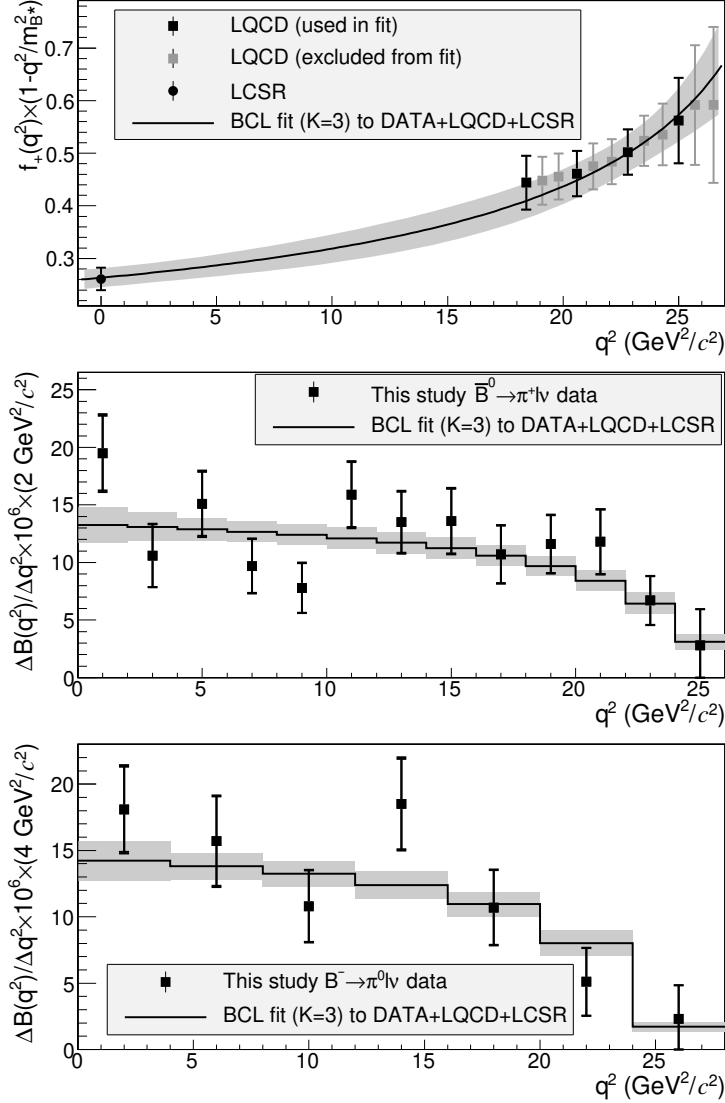 f₊(q²)×(1-q²/m²_B*)
0.7
0.6
0.5
0.4
0.3
LQCD (used in fit)
LQCD (excluded from fit)
LCSR
BCL fit (K=3) to DATA+LQCD+LCSR
0 5 10 15 20 25
q² (GeV²/c²)
ΔB(q²)/Δq²×10⁶×(2 GeV²/c²)
25
20
15
10
5
0
This study B̅⁰→π⁺lν data
BCL fit (K=3) to DATA+LQCD+LCSR
0 5 10 15 20 25
q² (GeV²/c²)
ΔB(q²)/Δq²×10⁶×(4 GeV²/c²)
20
15
10
5
0
This study B⁻→π⁰lν data
BCL fit (K=3) to DATA+LQCD+LCSR
0 5 10 15 20 25
q² (GeV²/c²)